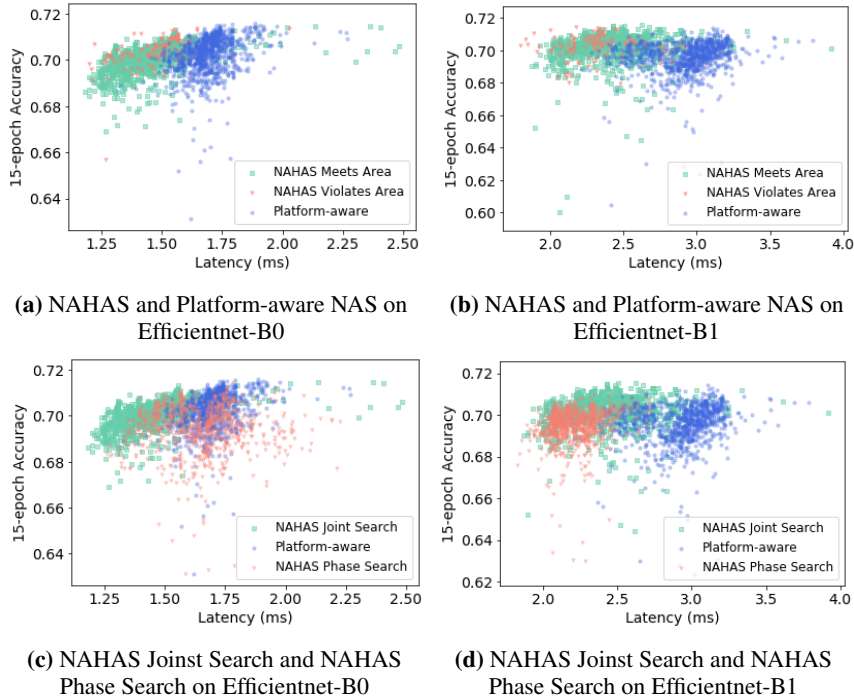 0.72
0.70
0.68
0.66
0.64
15-epoch Accuracy
NAHAS Meets Area
NAHAS Violates Area
Platform-aware
1.25 1.50 1.75 2.00 2.25 2.50
Latency (ms)
(a) NAHAS and Platform-aware NAS on
Efficientnet-B0
0.72
0.70
0.68
0.66
0.64
0.62
0.60
15-epoch Accuracy
NAHAS Meets Area
NAHAS Violates Area
Platform-aware
2.0 2.5 3.0 3.5 4.0
Latency (ms)
(b) NAHAS and Platform-aware NAS on
Efficientnet-B1
0.72
0.70
0.68
0.66
0.64
15-epoch Accuracy
NAHAS Joint Search
Platform-aware
NAHAS Phase Search
1.25 1.50 1.75 2.00 2.25 2.50
Latency (ms)
(c) NAHAS Joinst Search and NAHAS
Phase Search on Efficientnet-B0
0.72
0.70
0.68
0.66
0.64
0.62
15-epoch Accuracy
NAHAS Joint Search
Platform-aware
NAHAS Phase Search
2.0 2.5 3.0 3.5 4.0
Latency (ms)
(d) NAHAS Joinst Search and NAHAS
Phase Search on Efficientnet-B1